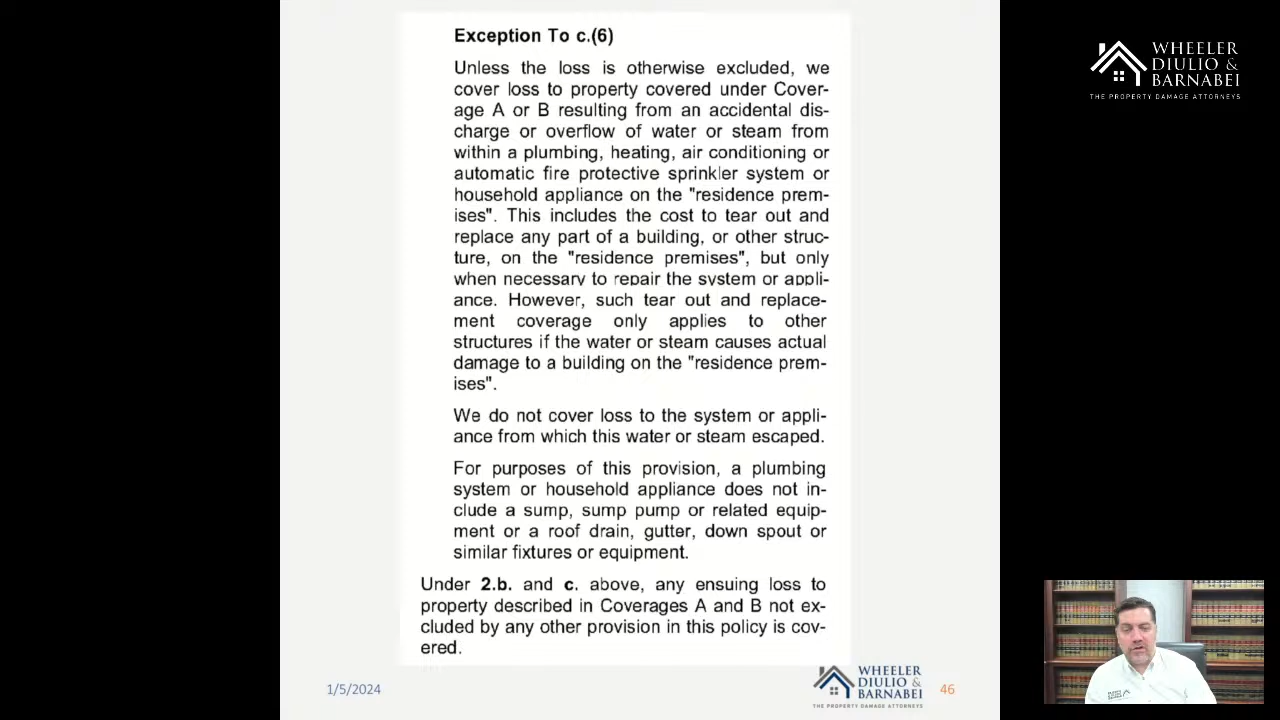 Exception To c.(6)
Unless the loss is otherwise excluded, we
cover loss to property covered under Cover-
age A or B resulting from an accidental dis-
charge or overflow of water or steam from
within a plumbing, heating, air conditioning or
automatic fire protective sprinkler system or
household appliance on the "residence prem-
ises". This includes the cost to tear out and
replace any part of a building, or other struc-
ture, on the "residence premises", but only
when necessary to repair the system or appli-
ance. However, such tear out and replace-
ment coverage only applies to other
structures if the water or steam causes actual
damage to a building on the "residence prem-
ises".
We do not cover loss to the system or appli-
ance from which this water or steam escaped.
For purposes of this provision, a plumbing
system or household appliance does not in-
clude a sump, sump pump or related equip-
ment or a roof drain, gutter, down spout or
similar fixtures or equipment.
Under 2.b. and c. above, any ensuing loss to
property described in Coverages A and B not ex-
cluded by any other provision in this policy is cov-
ered.
1/5/2024
WHEELER
DIULIO &
BARNABEI
THE PROPERTY DAMAGE ATTORNEYS
46
WHEELER
DIULIO &
BARNABEI
THE PROPERTY DAMAGE ATTORNEYS